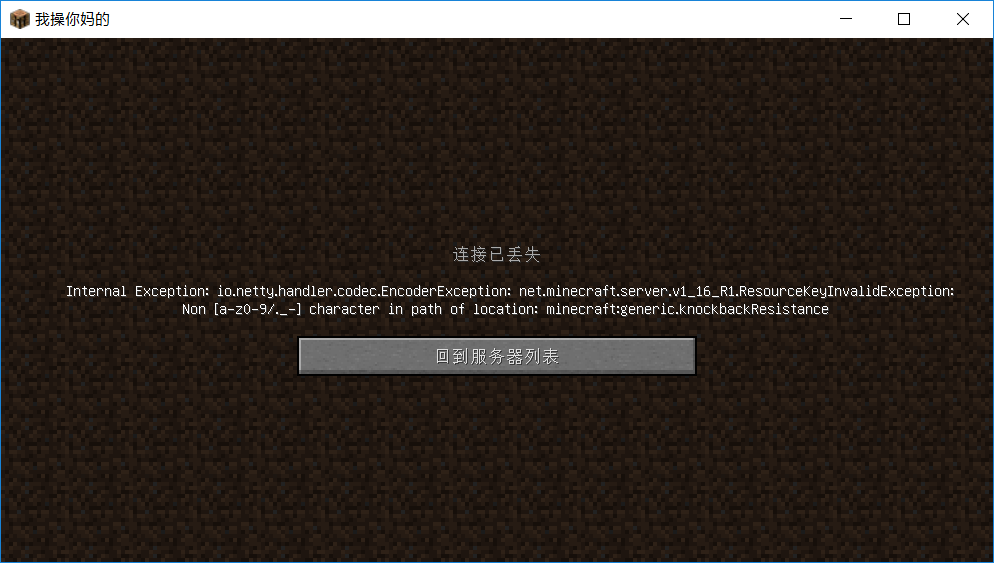 我操你妈的
连接已丢失
Internal Exception: io.netty.handler.codec.EncoderException: net.minecraft.server.v1_16_R1.ResourceKeyInvalidException:
Non [a-z0-9/._-] character in path of location: minecraft:generic.knockbackResistance
回到服务器列表